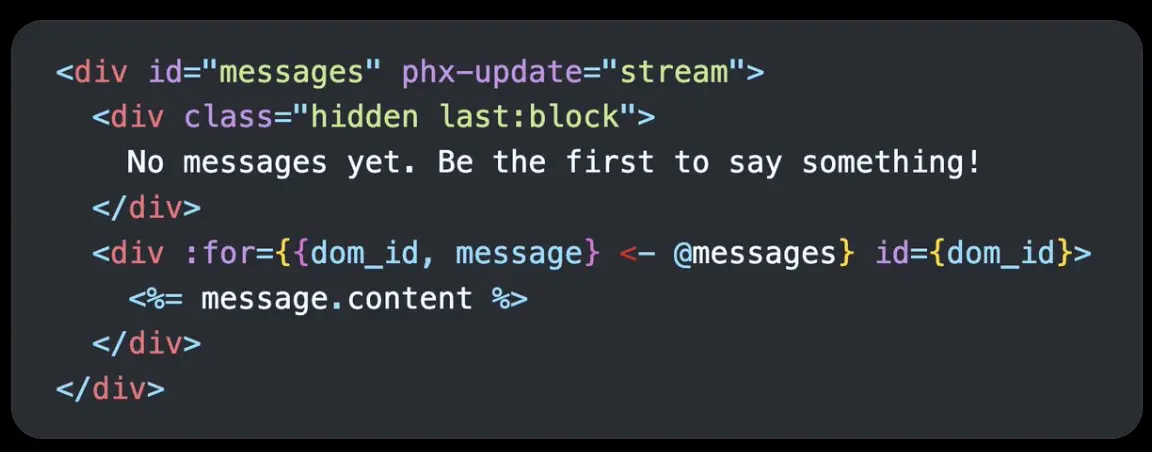 <div id="messages" phx-update="stream">
  <div class="hidden last:block">
    No messages yet. Be the first to say something!
  </div>
  <div :for={{dom_id, message} <- @messages} id={dom_id}>
    <%= message.content %>
  </div>
</div>